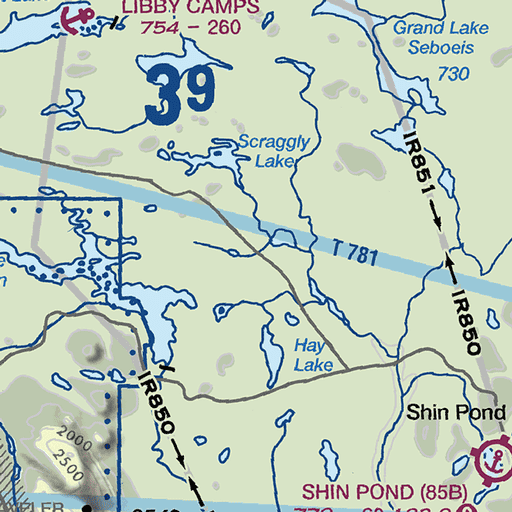 LIBBY CAMPS
754 - 260
Grand Lake
Seboeis
730
39
Scraggly
Lake
IR851
T 781
IR850
Hay
Lake
IR850
Shin Pond
2000
2500
SHIN POND (85B)